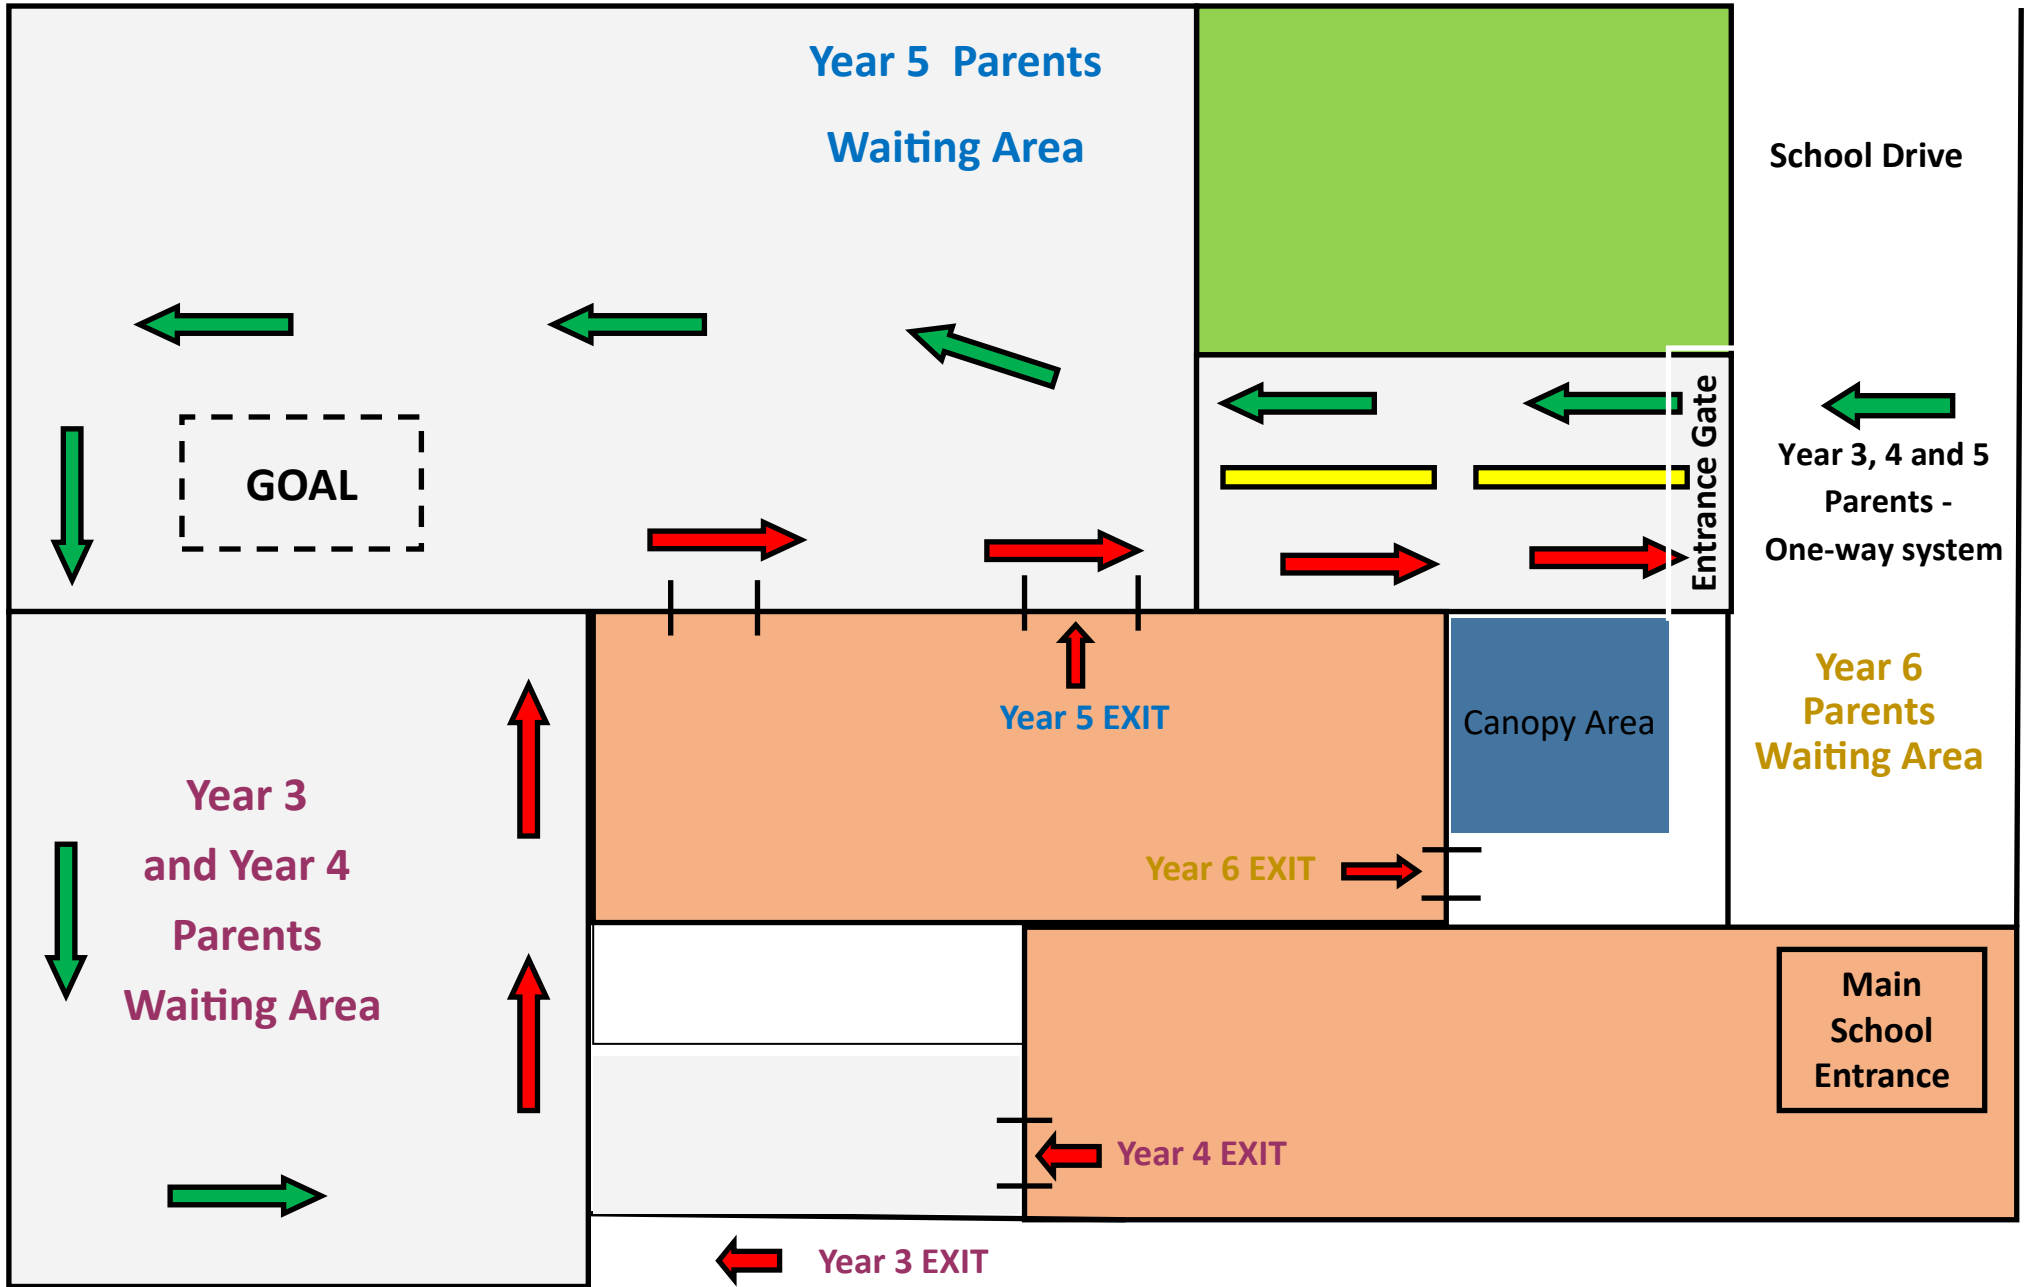 Year 5  Parents
Waiting Area
School Drive
Entrance Gate
Year 3, 4 and 5
Parents -
One-way system
GOAL
Year 5 EXIT
Canopy Area
Year 6
Parents
Waiting Area
Year 3
and Year 4
Parents
Waiting Area
Year 6 EXIT
Main
School
Entrance
Year 4 EXIT
Year 3 EXIT